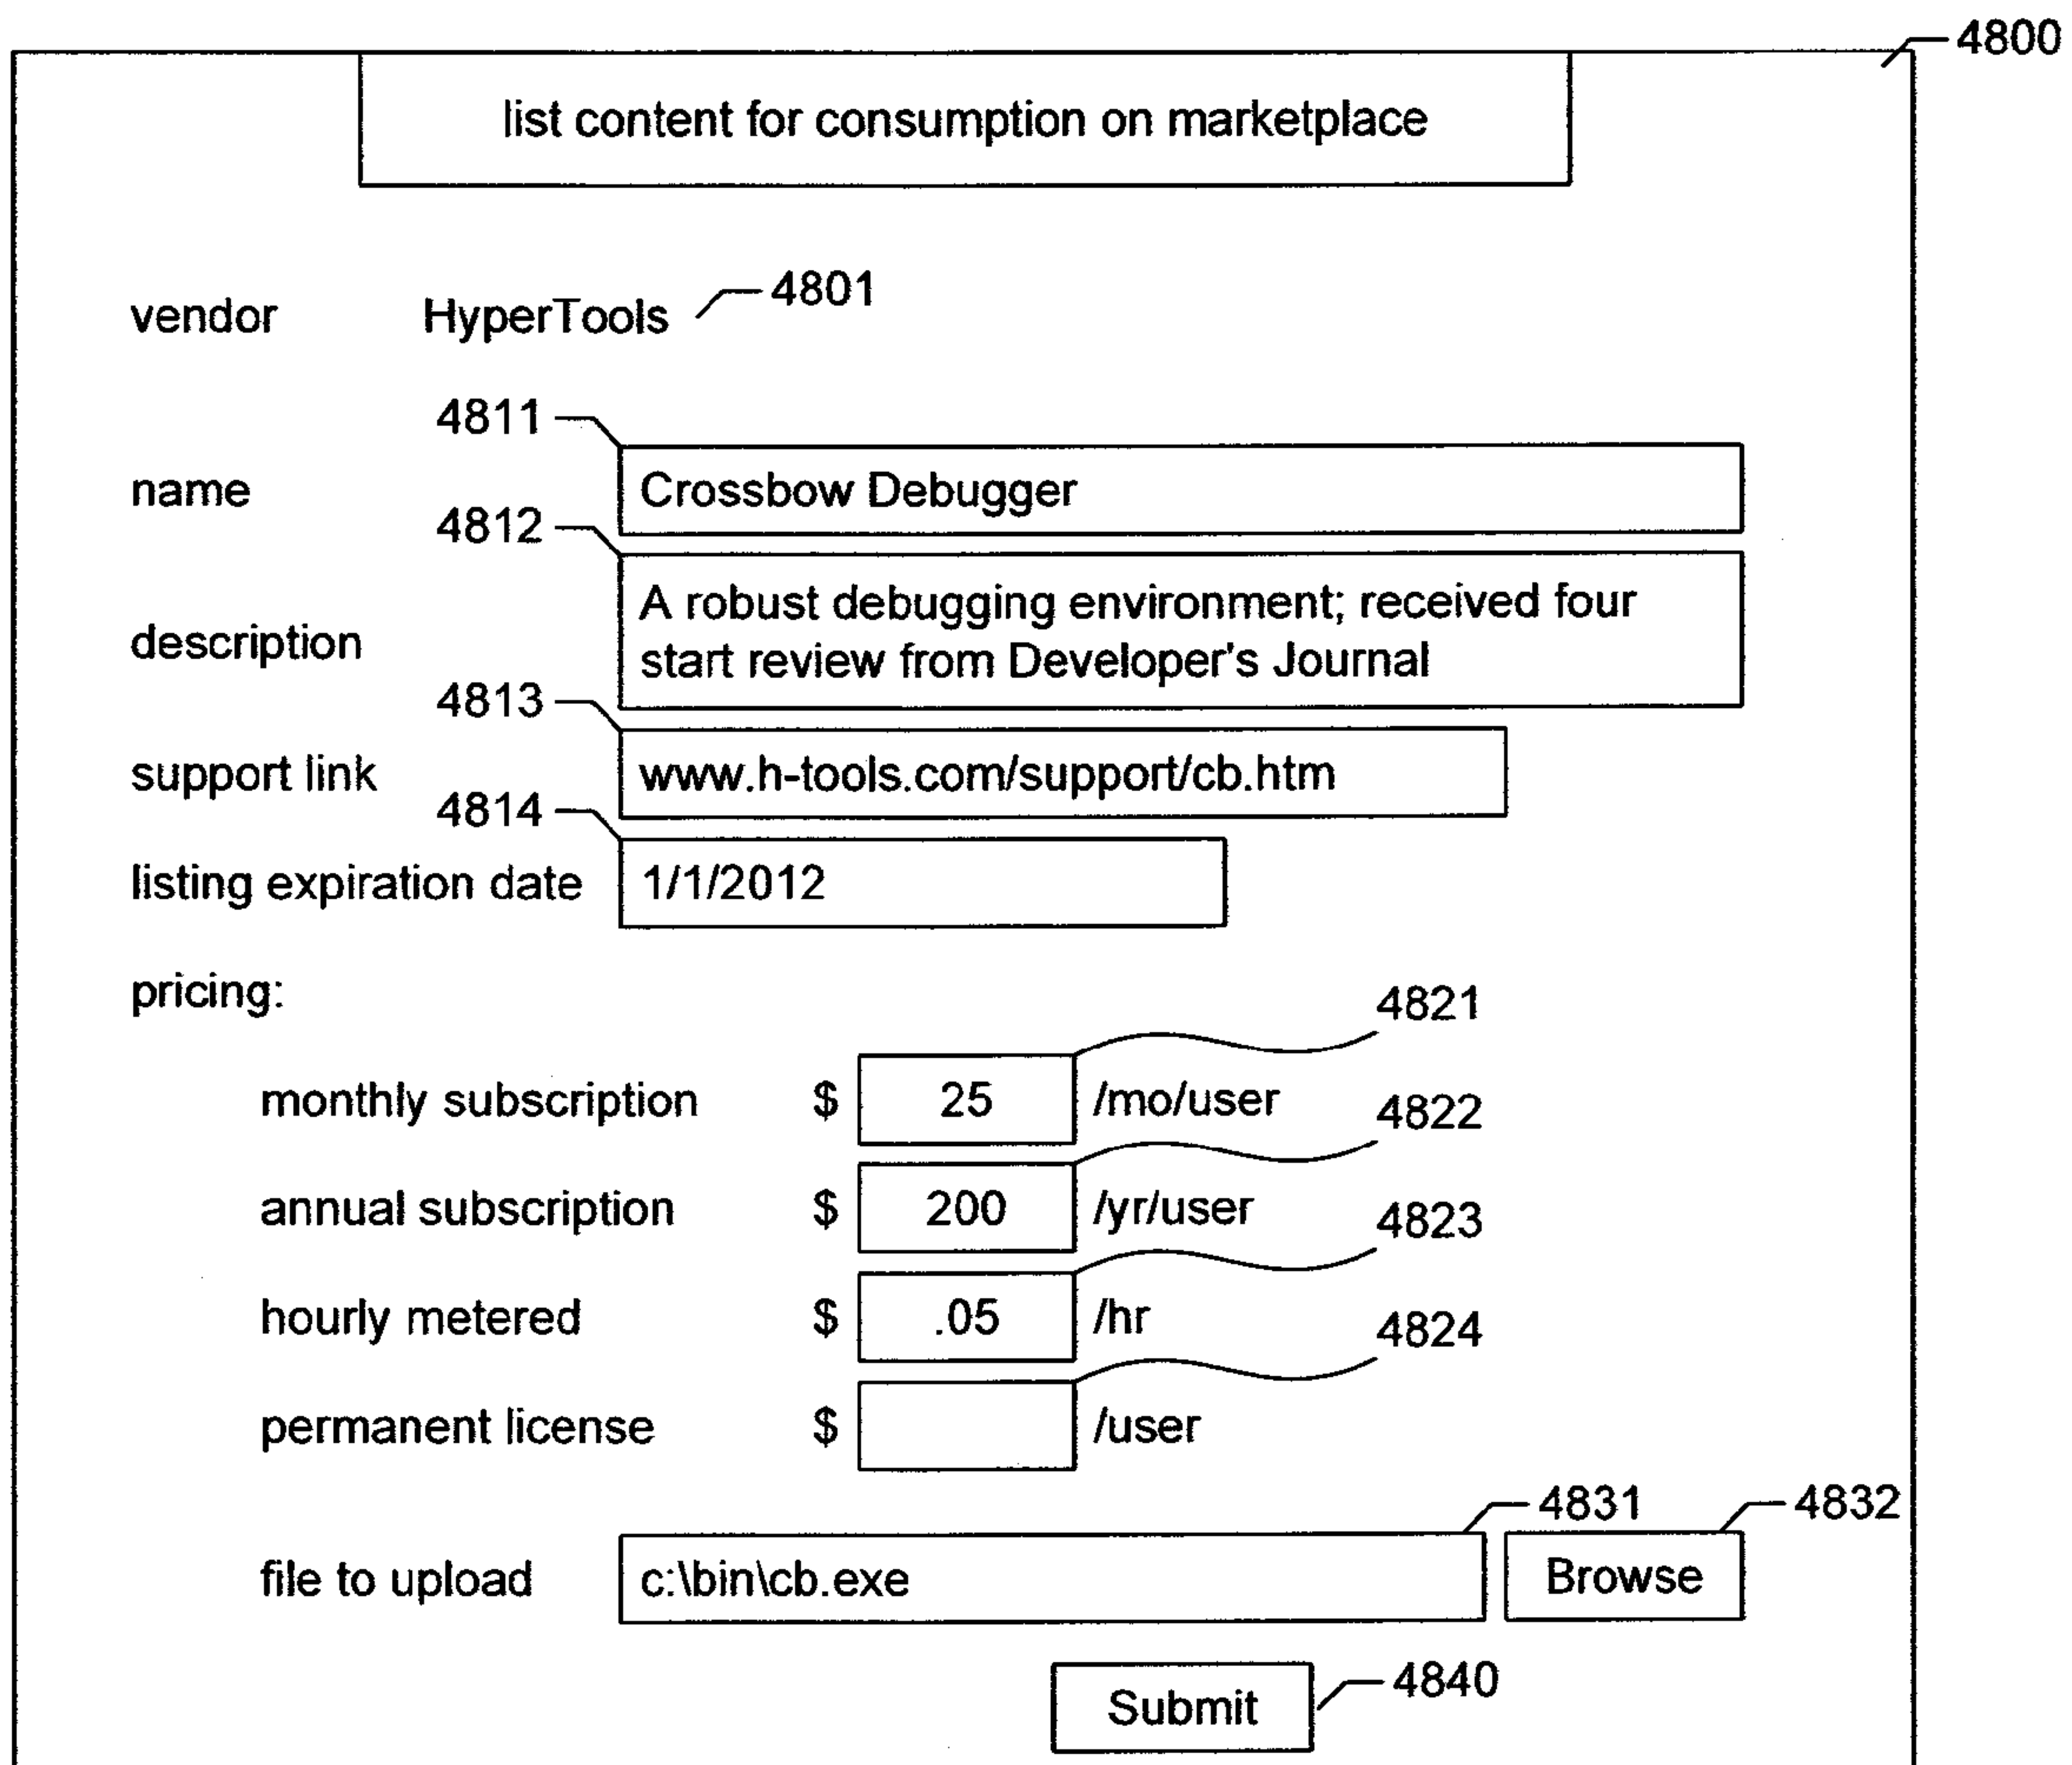 4800
list content for consumption on marketplace
vendor HyperTools 4801
4811
name Crossbow Debugger
4812
description A robust debugging environment; received four
start review from Developer's Journal
4813
support link www.h-tools.com/support/cb.htm
4814
listing expiration date 1/1/2012
pricing:
4821
monthly subscription $ 25 /mo/user
4822
annual subscription $ 200 /yr/user
4823
hourly metered $ .05 /hr
4824
permanent license $ /user
4831 4832
file to upload c:\bin\cb.exe Browse
Submit 4840